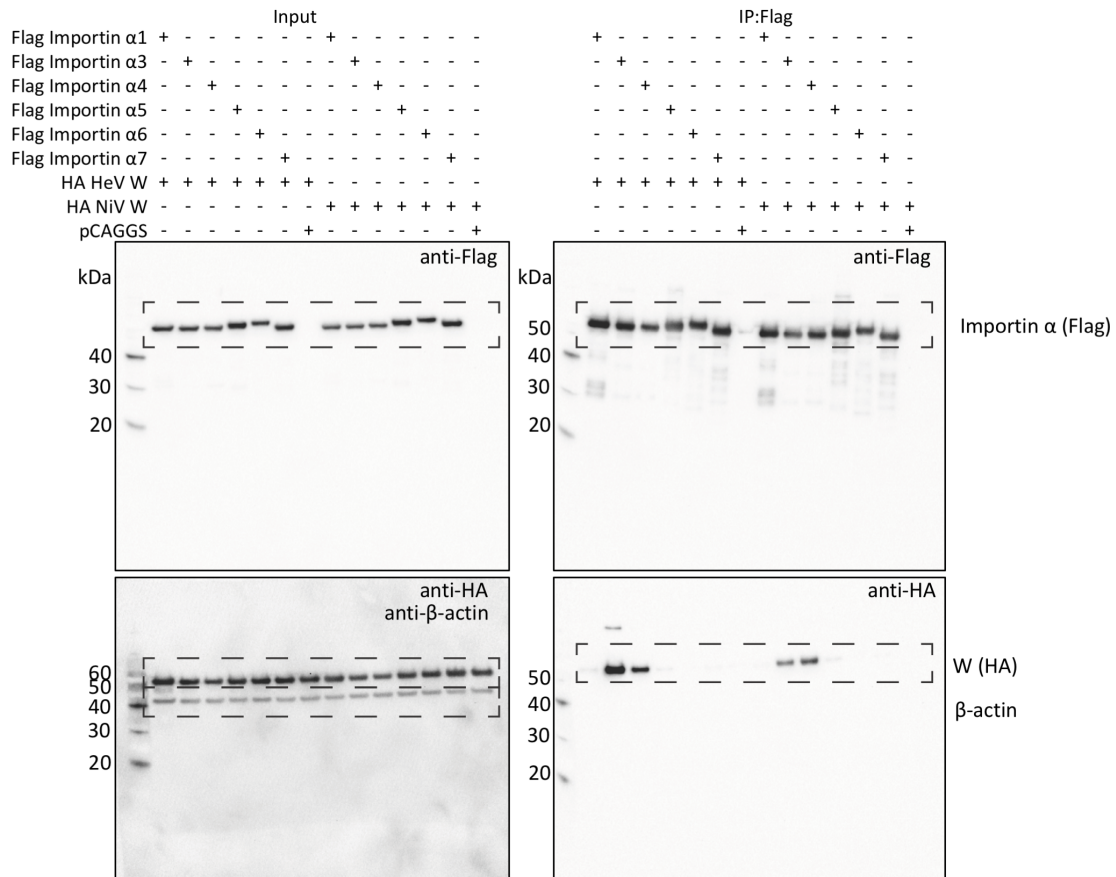 Input IP:Flag
Flag Importin α1 + - - - - - - + - - - - - - + - - - - - - + - - - - - -
Flag Importin α3 - + - - - - - - + - - - - - - + - - - - - - + - - - - -
Flag Importin α4 - - + - - - - - - + - - - - - - + - - - - - - + - - - -
Flag Importin α5 - - - + - - - - - - + - - - - - - + - - - - - - + - - -
Flag Importin α6 - - - - + - - - - - - + - - - - - - + - - - - - - + - -
Flag Importin α7 - - - - - + - - - - - - + - - - - - - + - - - - - - + -
HA HeV W + + + + + + + - - - - - - - + + + + + + + - - - - - - -
HA NiV W - - - - - - - + + + + + + + - - - - - - - + + + + + + +
pCAGGS - - - - - - + - - - - - - + - - - - - - + - - - - - - +
anti-Flag anti-Flag
kDa kDa
50 Importin α (Flag)
40 40
30 30
20 20
anti-HA anti-HA
anti-β-actin
60 W (HA)
50 50
40 40 β-actin
30 30
20 20